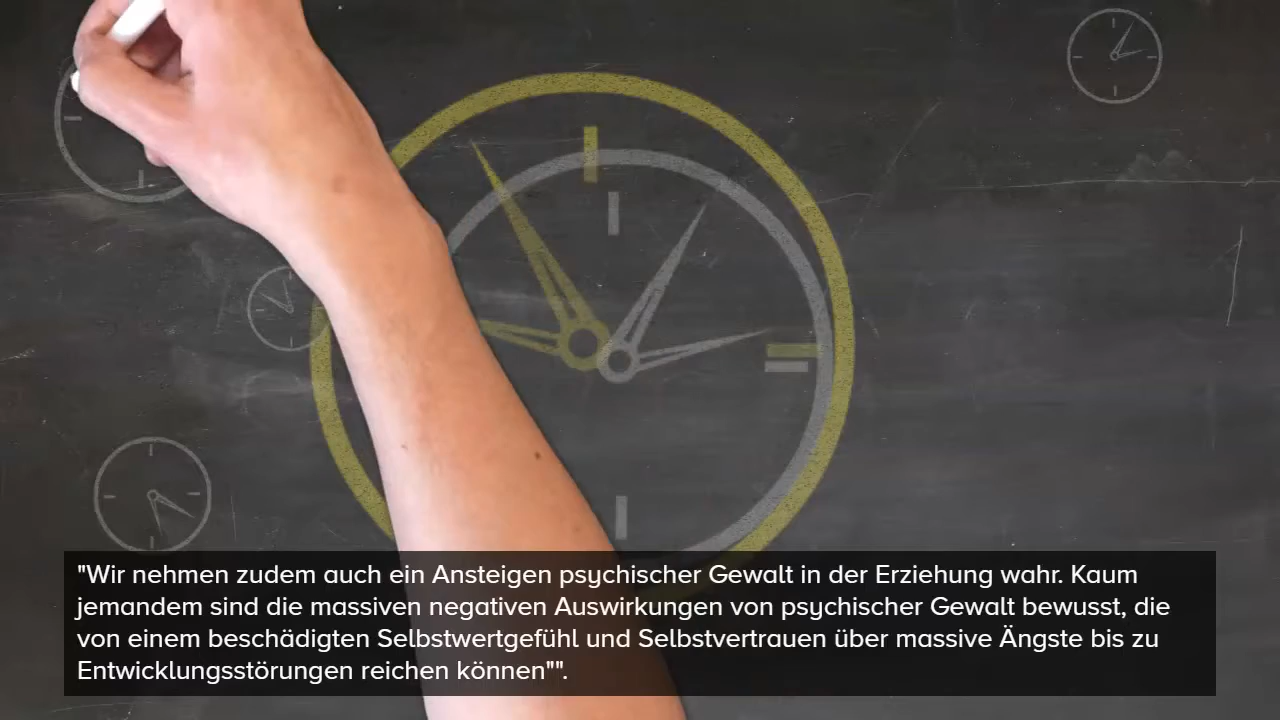 "Wir nehmen zudem auch ein Ansteigen psychischer Gewalt in der Erziehung wahr. Kaum
jemandem sind die massiven negativen Auswirkungen von psychischer Gewalt bewusst, die
von einem beschädigten Selbstwertgefühl und Selbstvertrauen über massive Ängste bis zu
Entwicklungsstörungen reichen können"".